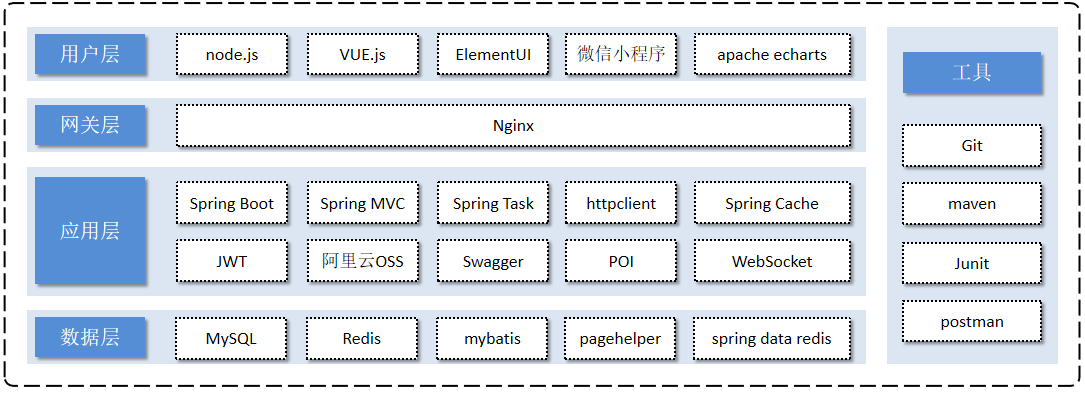 用户层
node.js
VUE.js
ElementUI
微信小程序
apache echarts
网关层
Nginx
应用层
Spring Boot
Spring MVC
Spring Task
httpclient
Spring Cache
JWT
阿里云OSS
Swagger
POI
WebSocket
数据层
MySQL
Redis
mybatis
pagehelper
spring data redis
工具
Git
maven
Junit
postman